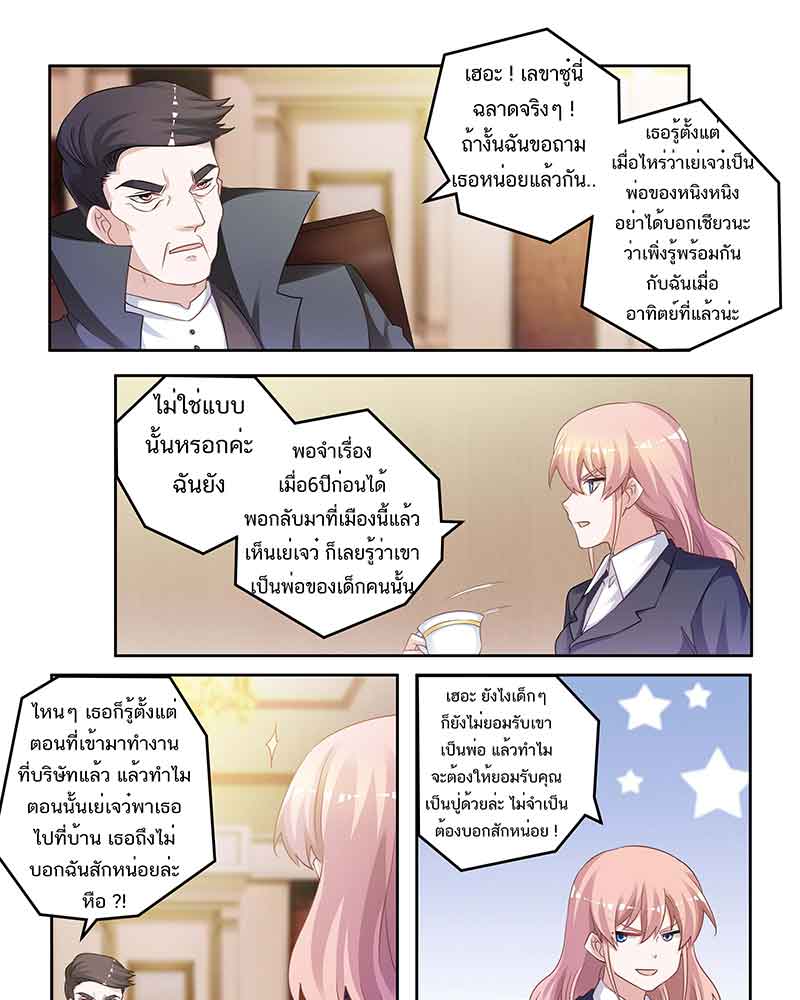 เฮอะ ! เลขาซู๋นี่
ฉลาดจริงๆ !
ถ้างั้นฉันขอถาม
เธอหน่อยแล้วกัน..
เธอรู้ตั้งแต่
เมื่อไหร่ว่าเย่เจว๋เป็น
พ่อของหนิงหนิง
อย่าได้บอกเชียวนะ
ว่าเพิ่งรู้พร้อมกัน
กับฉันเมื่อ
อาทิตย์ที่แล้วน่ะ
ไม่ใช่แบบ
นั้นหรอกค่ะ
ฉันยัง
พอจำเรื่อง
เมื่อ6ปีก่อนได้
พอกลับมาที่เมืองนี้แล้ว
เห็นเย่เจว๋ ก็เลยรู้ว่าเขา
เป็นพ่อของเด็กคนนั้น
ไหนๆ เธอก็รู้ตั้งแต่
ตอนที่เข้ามาทำงาน
ที่บริษัทแล้ว แล้วทำไม
ตอนนั้นเย่เจว๋พาเธอ
ไปที่บ้าน เธอถึงไม่
บอกฉันสักหน่อยล่ะ
หือ ?!
เฮอะ ยังไงเด็กๆ
ก็ยังไม่ยอมรับเขา
เป็นพ่อ แล้วทำไม
จะต้องให้ยอมรับคุณ
เป็นปู่ด้วยล่ะ ไม่จำเป็น
ต้องบอกสักหน่อย !